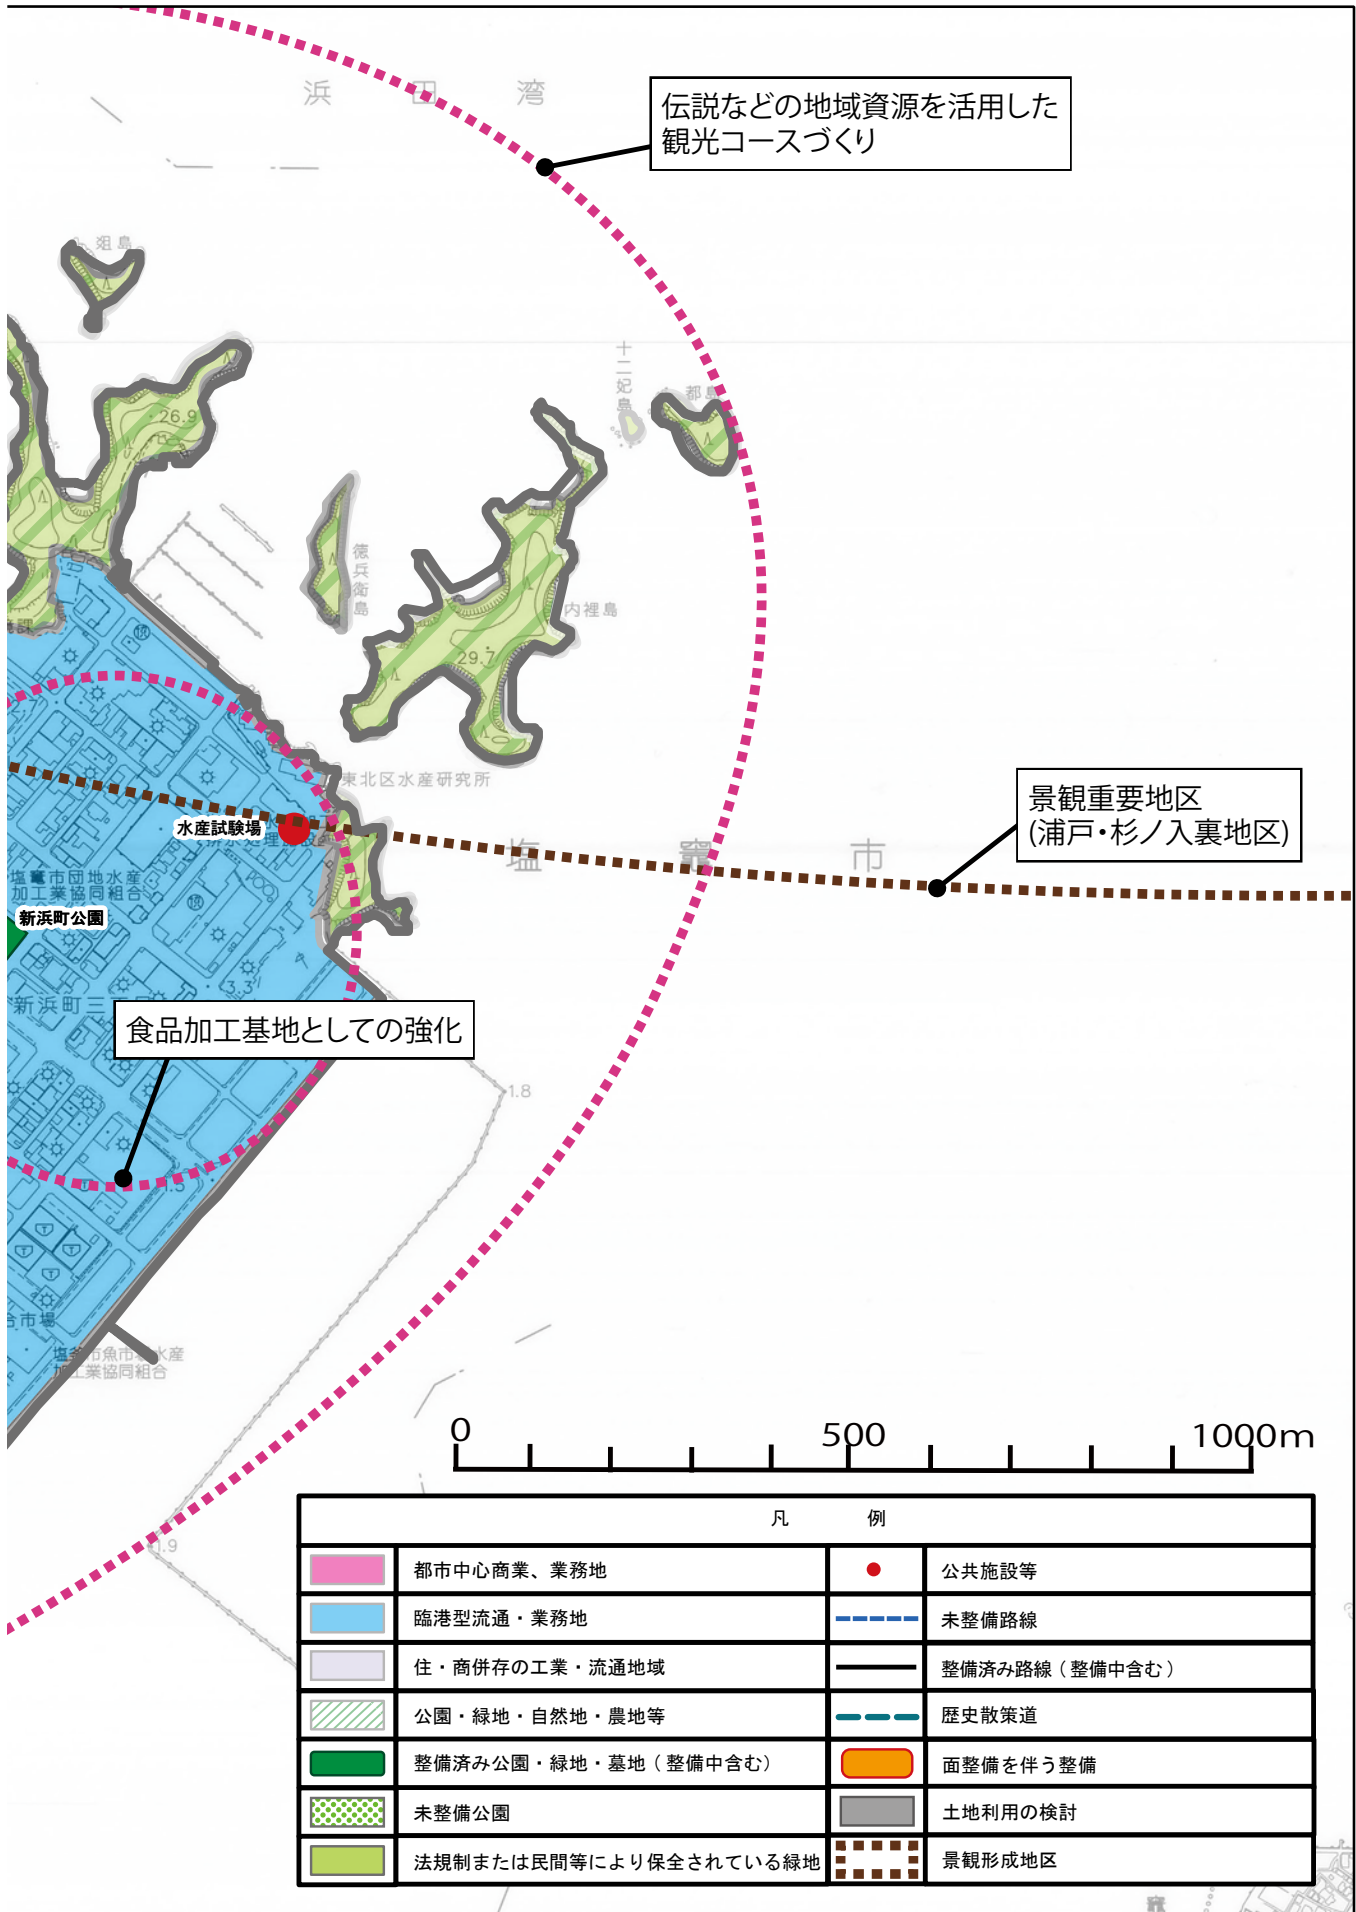 浜田湾
伝説などの地域資源を活用した
観光コースづくり
十二妃島
都島
26.9
徳兵衛島
内裡島
29.7
東北区水産研究所
水産試験場
景観重要地区
(浦戸・杉ノ入裏地区)
塩竈市
塩竈市団地水産
加工業協同組合
新浜町公園
3.3
新浜町三丁目
食品加工基地としての強化
1.8
1.3
合市場
塩釜市魚市場水産
加工業協同組合
0 500 1000m
1.9
凡例
都市中心商業、業務地
公共施設等
臨港型流通・業務地
未整備路線
住・商併存の工業・流通地域
整備済み路線(整備中含む)
公園・緑地・自然地・農地等
歴史散策道
整備済み公園・緑地・墓地(整備中含む)
面整備を伴う整備
未整備公園
土地利用の検討
法規制または民間等により保全されている緑地
景観形成地区